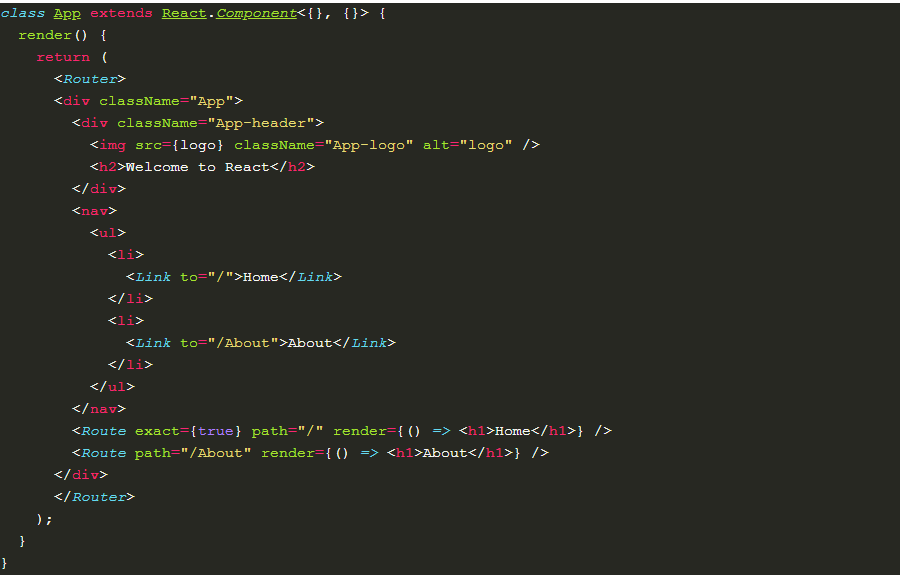 class App extends React.Component<{}, {}> {
  render() {
    return (
      <Router>
      <div className="App">
        <div className="App-header">
          <img src={logo} className="App-logo" alt="logo" />
          <h2>Welcome to React</h2>
        </div>
        <nav>
          <ul>
            <li>
              <Link to="/">Home</Link>
            </li>
            <li>
              <Link to="/About">About</Link>
            </li>
          </ul>
        </nav>
        <Route exact={true} path="/" render={() => <h1>Home</h1>} />
        <Route path="/About" render={() => <h1>About</h1>} />
      </div>
      </Router>
    );
  }
}